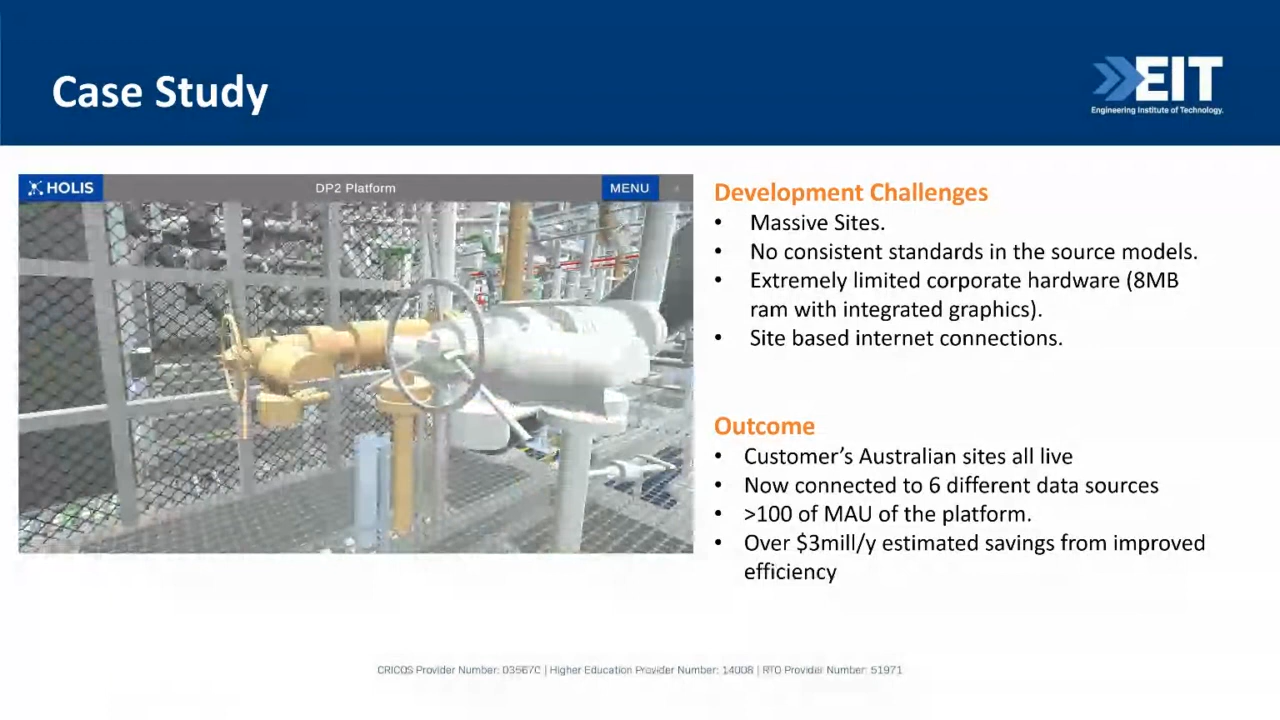 Case Study
EIT
Engineering Institute of Technology.
HOLIS
DP2 Platform
MENU
Development Challenges
• Massive Sites.
• No consistent standards in the source models.
• Extremely limited corporate hardware (8MB
ram with integrated graphics).
• Site based internet connections.
Outcome
• Customer’s Australian sites all live
• Now connected to 6 different data sources
• >100 of MAU of the platform.
• Over $3mill/y estimated savings from improved
efficiency
CRICOS Provider Number: 03567C | Higher Education Provider Number: 14008 | RTO Provider Number: 51971